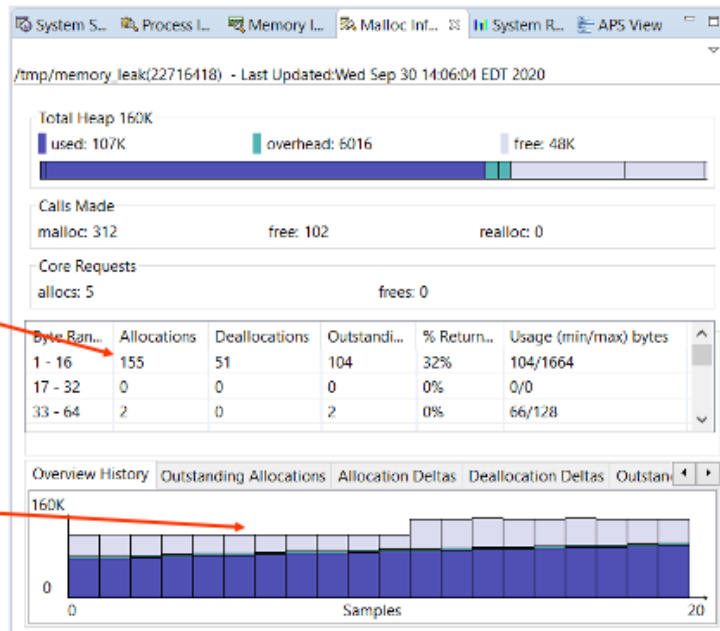 System S... Process I... Memory I... Malloc Inf... System R... APS View
/tmp/memory_leak(22716418) - Last Updated:Wed Sep 30 14:06:04 EDT 2020
Total Heap 160K
used: 107K overhead: 6016 free: 48K
Calls Made
malloc: 312 free: 102 realloc: 0
Core Requests
allocs: 5 frees: 0
Byte Ran... Allocations Deallocations Outstandi... % Return... Usage (min/max) bytes
1 - 16 155 51 104 32% 104/1664
17 - 32 0 0 0 0% 0/0
33 - 64 2 0 2 0% 66/128
Overview History Outstanding Allocations Allocation Deltas Deallocation Deltas Outstan
160K
0
0 Samples 20